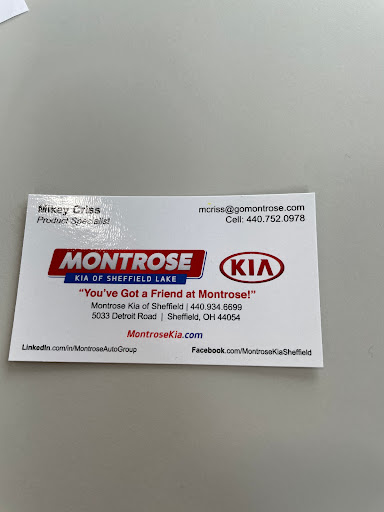 Mikey Criss
Product Specialist
mcriss@gomontrose.com
Cell: 440.752.0978
MONTROSE
KIA OF SHEFFIELD LAKE
KIA
“You’ve Got a Friend at Montrose!”
Montrose Kia of Sheffield | 440.934.6699
5033 Detroit Road | Sheffield, OH 44054
MontroseKia.com
LinkedIn.com/in/MontroseAutoGroup
Facebook.com/MontroseKiaSheffield